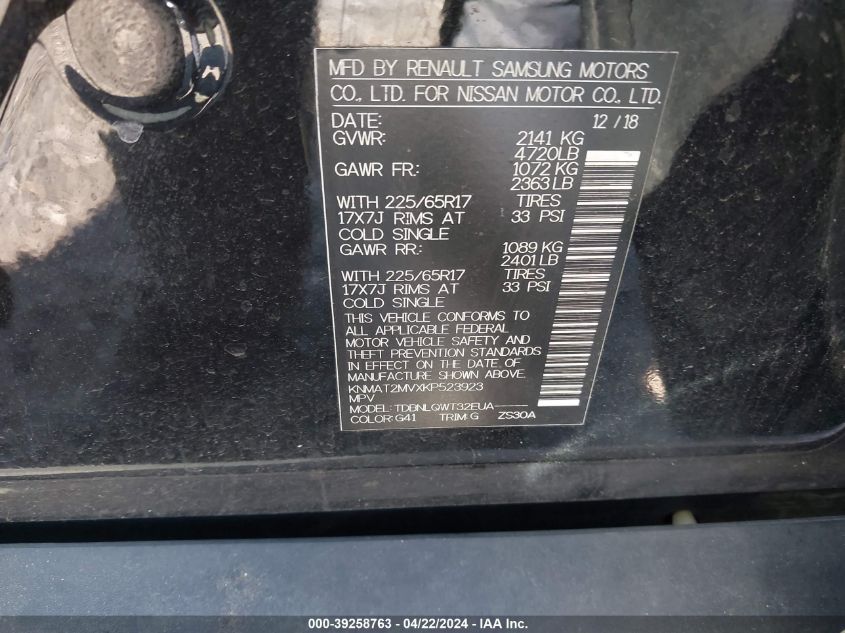 MFD BY RENAULT SAMSUNG MOTORS
CO., LTD. FOR NISSAN MOTOR CO., LTD.
DATE: 12/18
GVWR: 2141 KG
4720LB
GAWR FR.: 1072 KG
2363LB
WITH 225/65R17 TIRES
17X7J RIMS AT 33 PSI
COLD SINGLE
GAWR RR.: 1089 KG
2401LB
WITH 225/65R17 TIRES
17X7J RIMS AT 33 PSI
COLD SINGLE
THIS VEHICLE CONFORMS TO
ALL APPLICABLE FEDERAL
MOTOR VEHICLE SAFETY AND
THEFT PREVENTION STANDARDS
IN EFFECT ON THE DATE OF
MANUFACTURE SHOWN ABOVE.
KNMAT2MVXKP523923
MPV
MODEL: TDBNLQWT32EUA-----
COLOR: G41 TRIM: G ZS30A
000-39258763 - 04/22/2024 - IAA Inc.